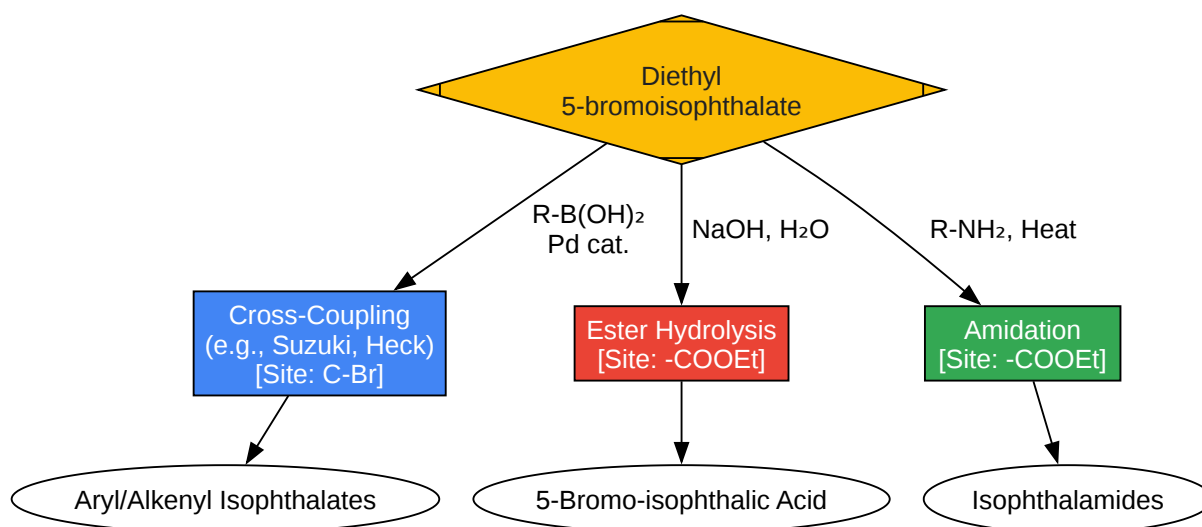 Diethyl
5-bromoisophthalate
R-B(OH)₂
Pd cat.
NaOH, H₂O
R-NH₂, Heat
Cross-Coupling
(e.g., Suzuki, Heck)
[Site: C-Br]
Ester Hydrolysis
[Site: -COOEt]
Amidation
[Site: -COOEt]
Aryl/Alkenyl Isophthalates
5-Bromo-isophthalic Acid
Isophthalamides